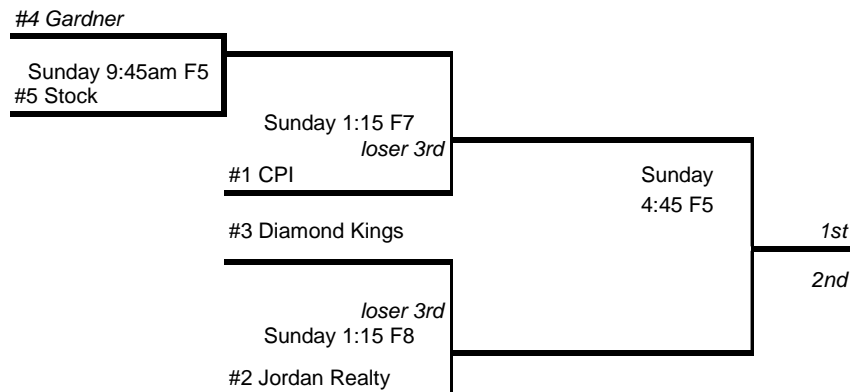 #4 Gardner
Sunday 9:45am F5
#5 Stock
Sunday 1:15 F7
loser 3rd
#1 CPI
Sunday
4:45 F5
#3 Diamond Kings
1st
2nd
loser 3rd
Sunday 1:15 F8
#2 Jordan Realty